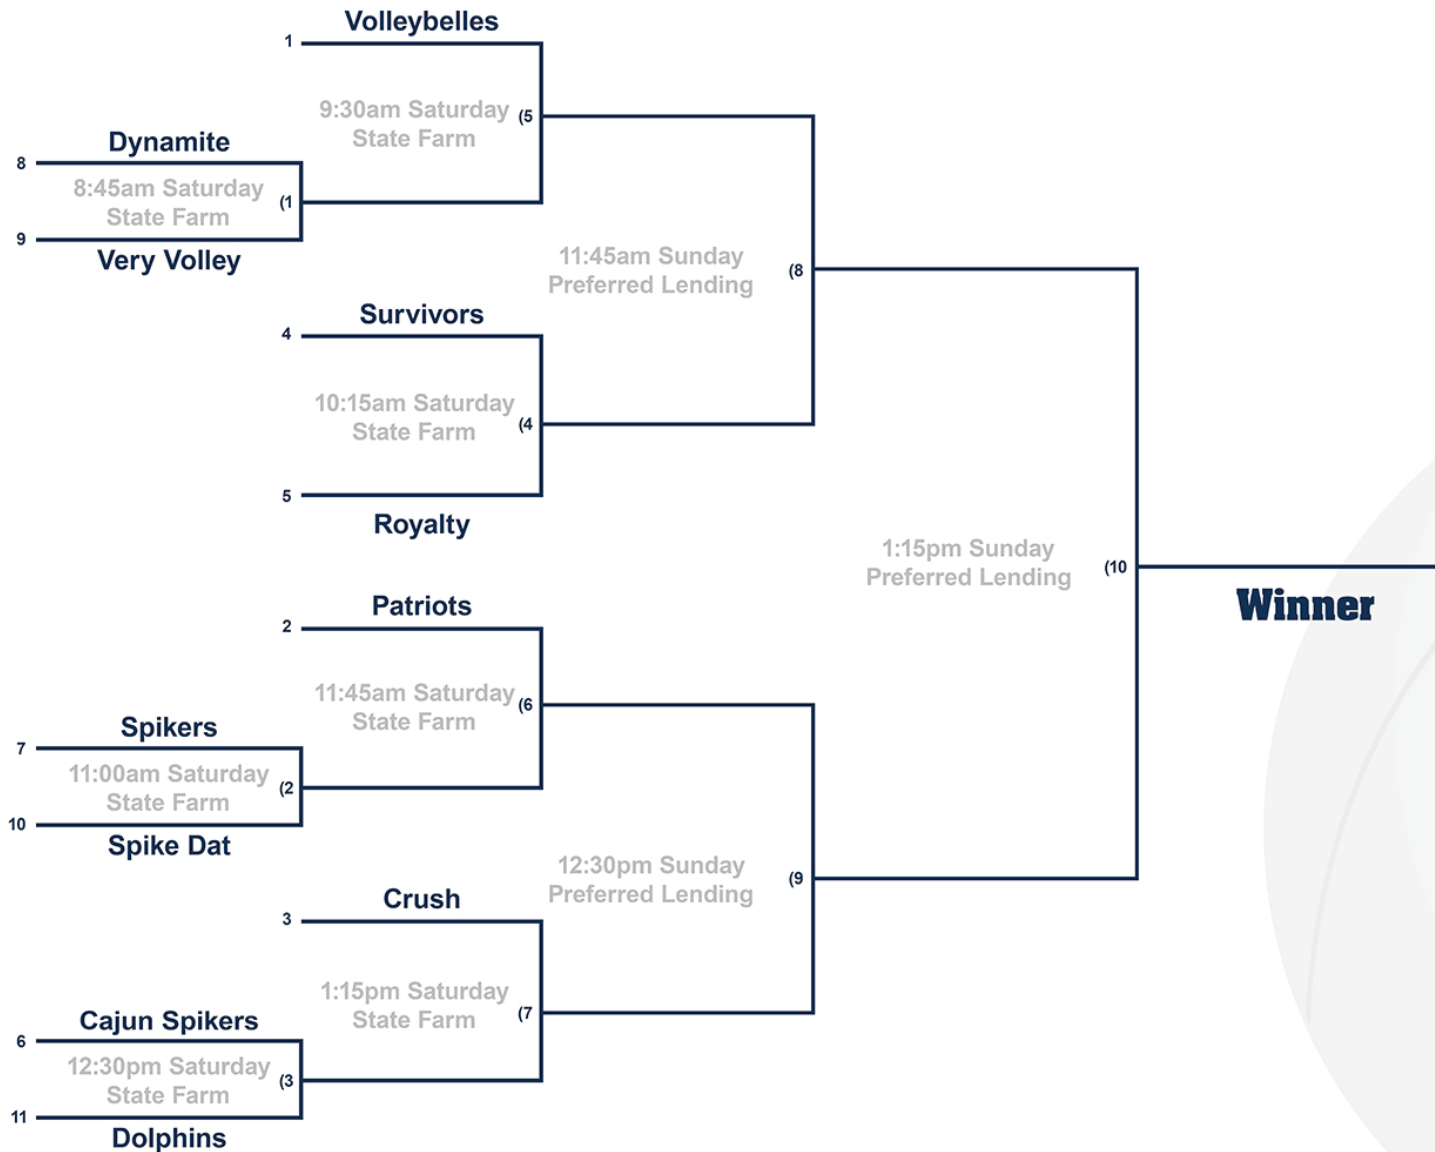 Volleybelles
1
9:30am Saturday
State Farm
(5
Dynamite
8
8:45am Saturday
State Farm
(1
9
Very Volley
11:45am Sunday
Preferred Lending
(8
Survivors
4
10:15am Saturday
State Farm
(4
5
Royalty
1:15pm Sunday
Preferred Lending
(10
Winner
Patriots
2
11:45am Saturday
State Farm
(6
Spikers
7
11:00am Saturday
State Farm
(2
10
Spike Dat
12:30pm Sunday
Preferred Lending
(9
Crush
3
1:15pm Saturday
State Farm
(7
Cajun Spikers
6
12:30pm Saturday
State Farm
(3
11
Dolphins